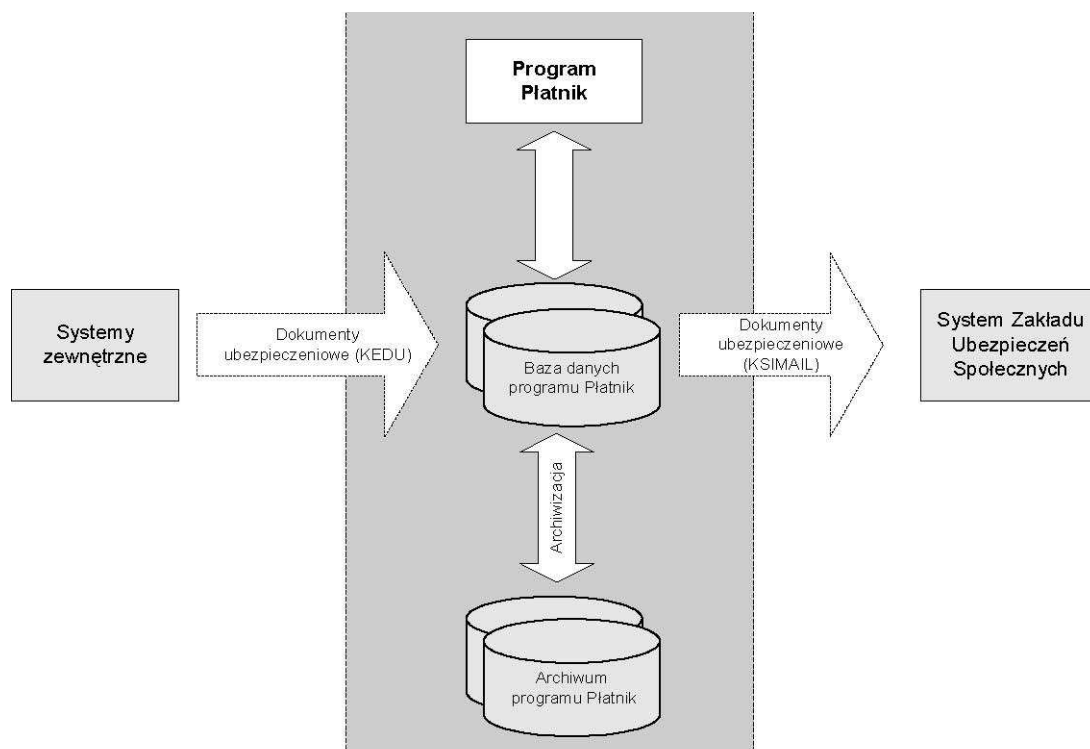 Program
Płatnik
Systemy
zewnętrzne
Dokumenty
ubezpieczeniowe (KEDU)
Baza danych
programu Płatnik
Dokumenty
ubezpieczeniowe
(KSIMAIL)
System Zakładu
Ubezpieczeń
Społecznych
Archiwizacja
Archiwum
programu Płatnik